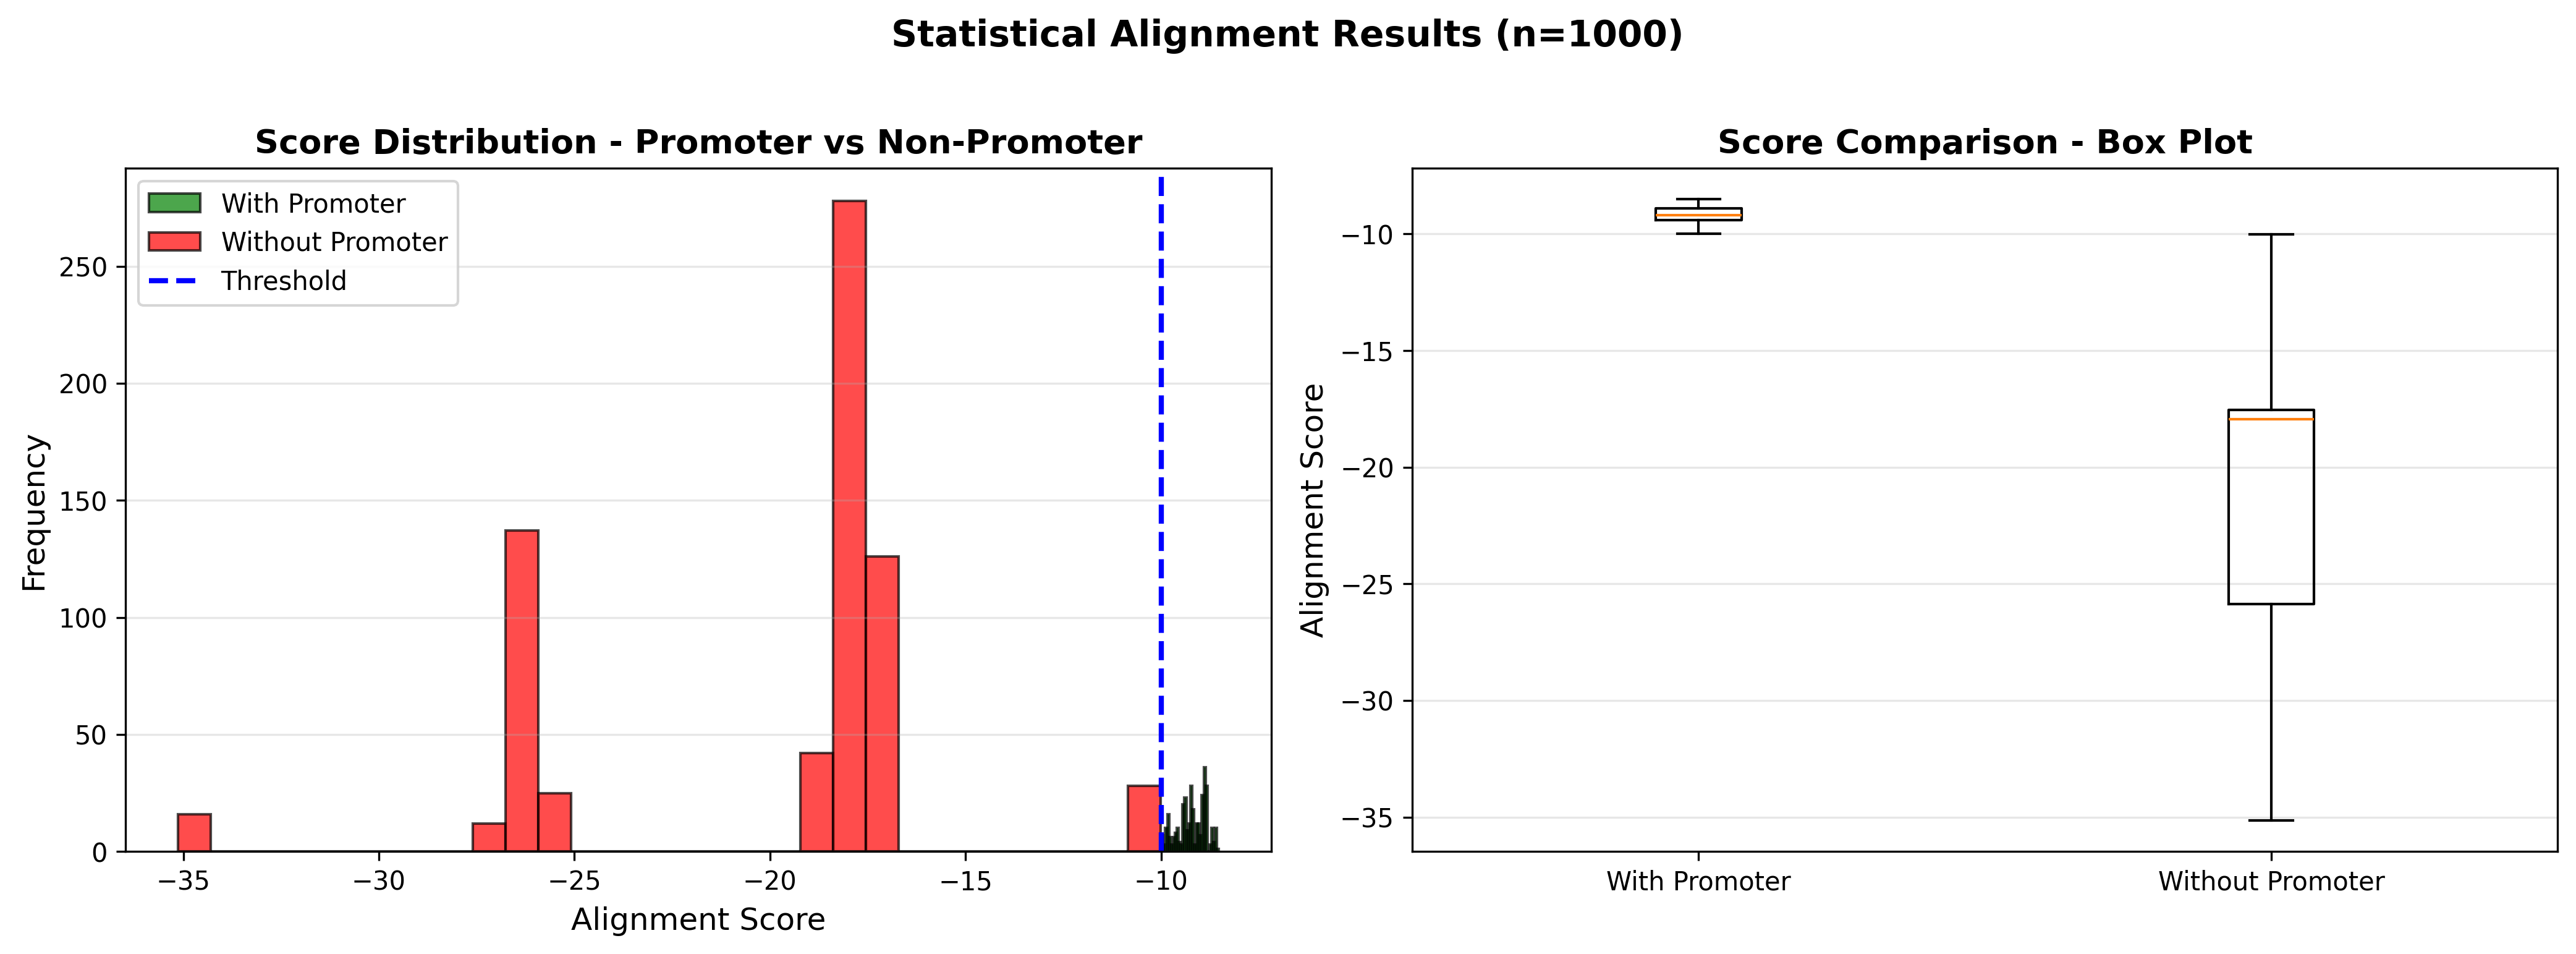 Statistical Alignment Results (n=1000)
Score Distribution - Promoter vs Non-Promoter
With Promoter
Without Promoter
Threshold
Frequency
250
200
150
100
50
0
−35
−30
−25
−20
−15
−10
Alignment Score
Score Comparison - Box Plot
Alignment Score
−10
−15
−20
−25
−30
−35
With Promoter
Without Promoter